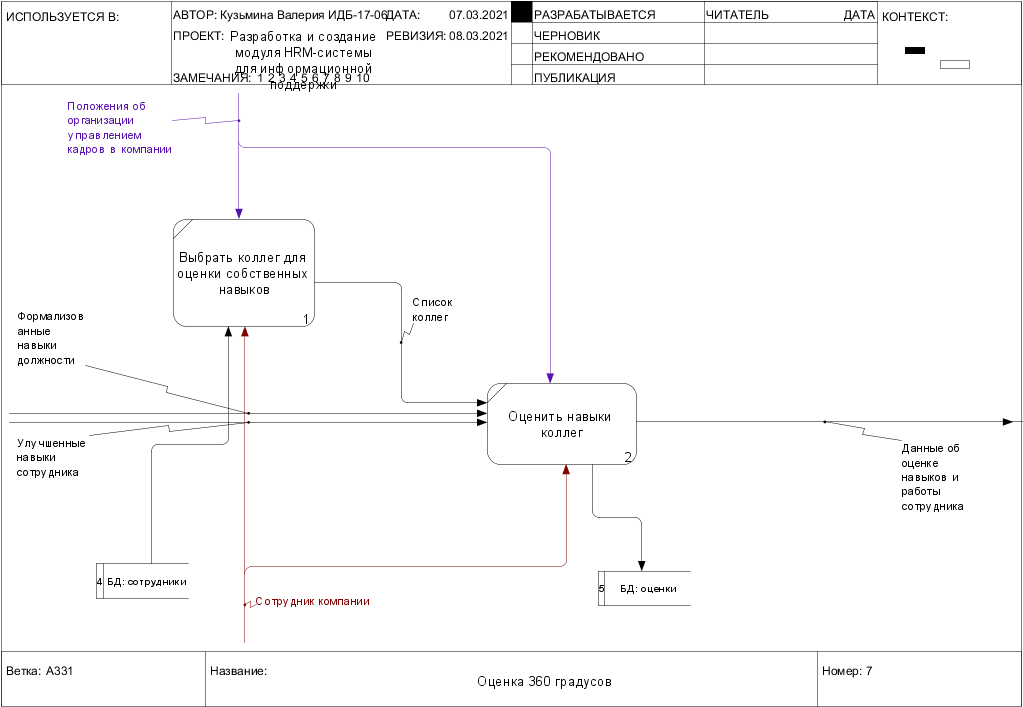 ИСПОЛЬЗУЕТСЯ В:
АВТОР: Кузьмина Валерия ИДБ-17-06
ДАТА: 07.03.2021
РАЗРАБАТЫВАЕТСЯ
ЧИТАТЕЛЬ
ДАТА
КОНТЕКСТ:
ПРОЕКТ: Разработка и создание
модуля HRM-системы
для информационной
поддержки
РЕВИЗИЯ: 08.03.2021
ЧЕРНОВИК
РЕКОМЕНДОВАНО
ЗАМЕЧАНИЯ: 1 2 3 4 5 6 7 8 9 10
ПУБЛИКАЦИЯ
Положения об
организации
управлением
кадров в компании
Выбрать коллег для
оценки собственных
навыков
1
Список
коллег
Формализов
анные
навыки
должности
Оценить навыки
коллег
2
Улучшенные
навыки
сотрудника
Данные об
оценке
навыков и
работы
сотрудника
4 БД: сотрудники
5 БД: оценки
Сотрудник компании
Ветка: A331
Название:
Оценка 360 градусов
Номер: 7